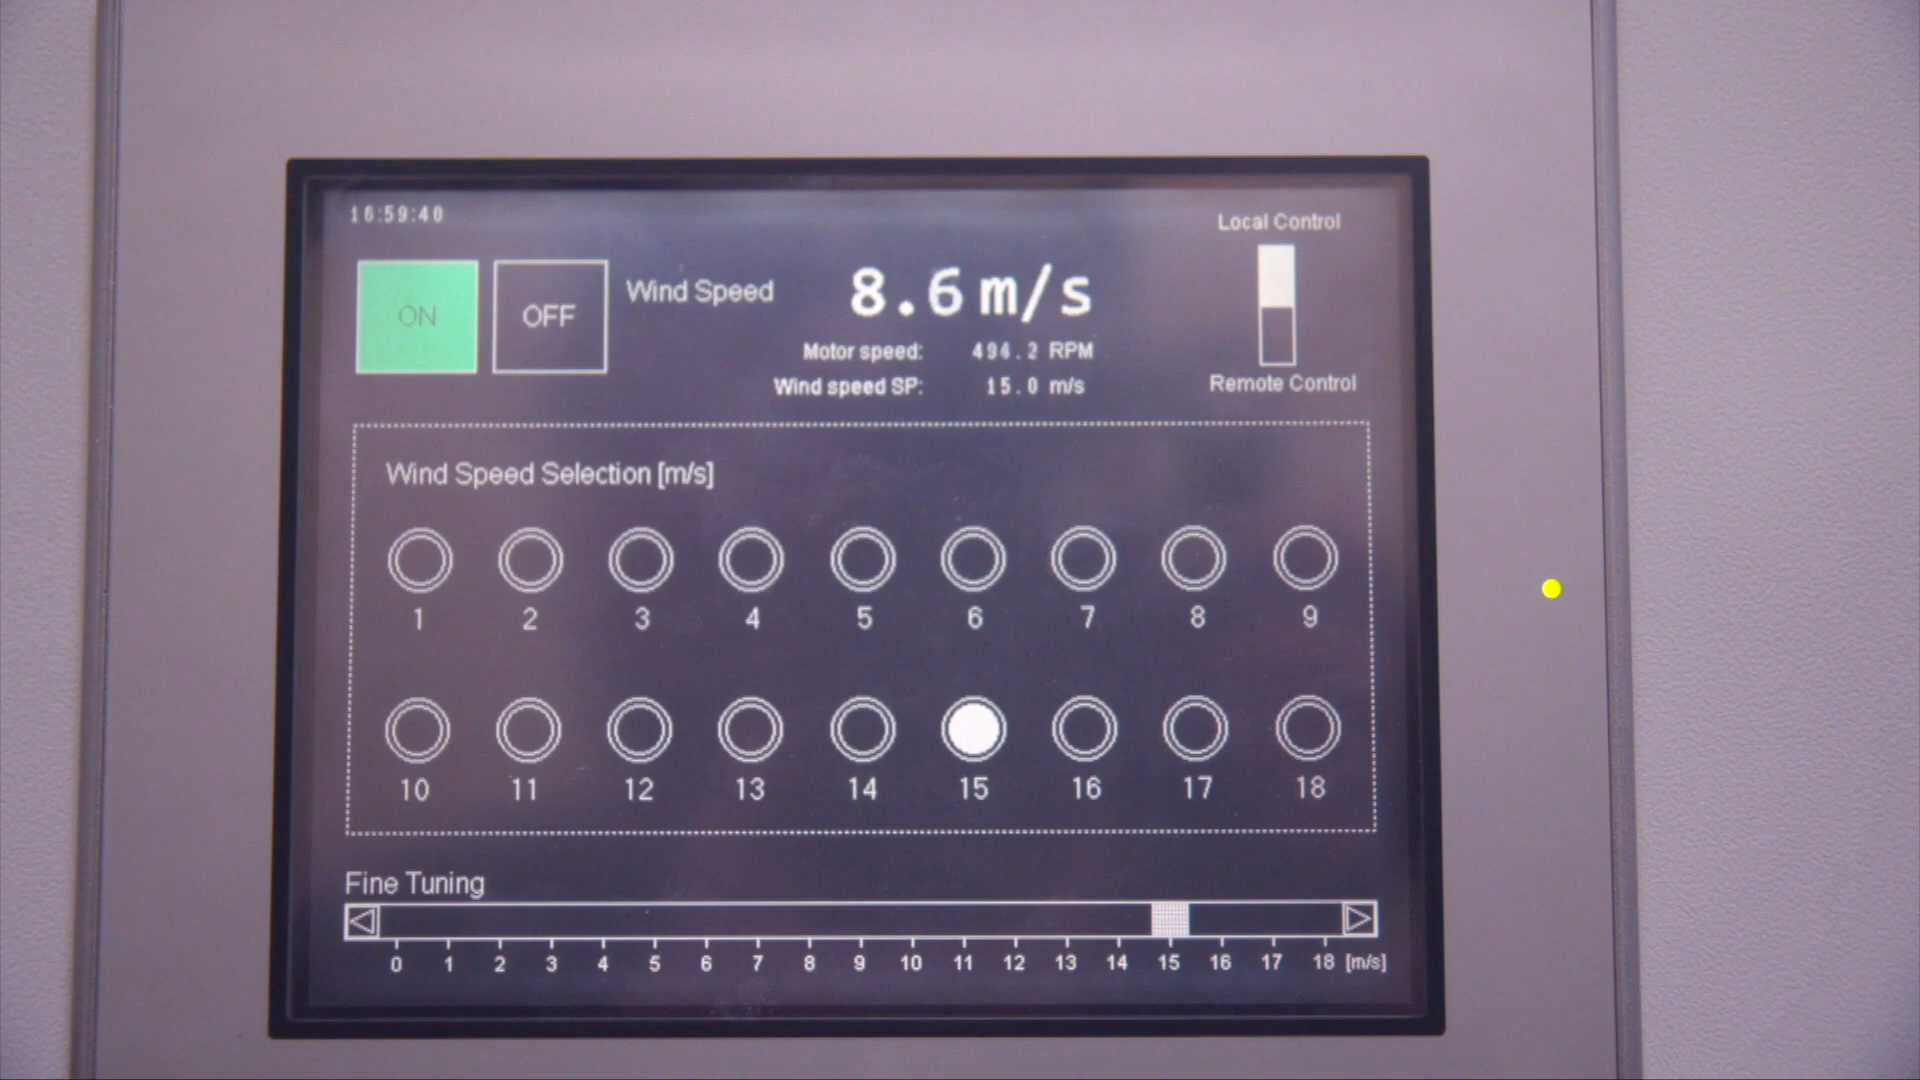 16:59:40
Local Control
ON
OFF
Wind Speed
8.6 m/s
Motor speed: 494.2 RPM
Wind speed SP: 15.0 m/s
Remote Control
Wind Speed Selection [m/s]
1 2 3 4 5 6 7 8 9
10 11 12 13 14 15 16 17 18
Fine Tuning
0 1 2 3 4 5 6 7 8 9 10 11 12 13 14 15 16 17 18 [m/s]